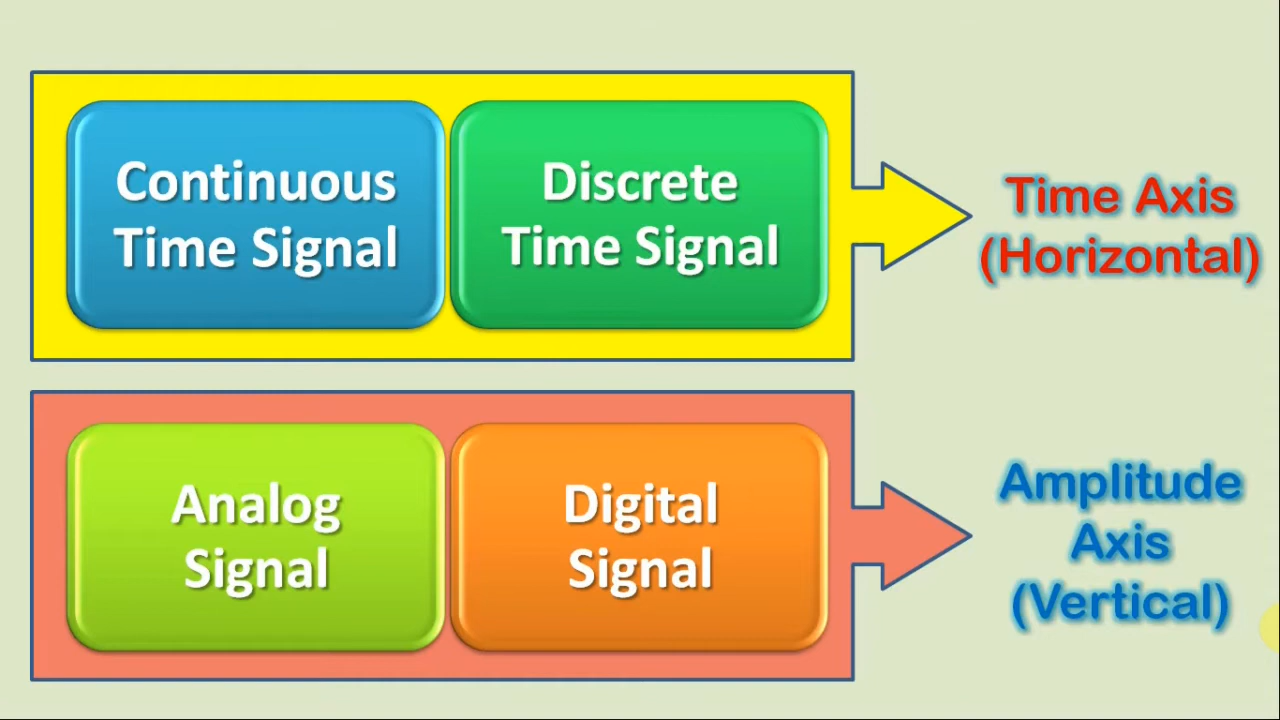 Continuous
Time Signal
Discrete
Time Signal
Time Axis
(Horizontal)
Analog
Signal
Digital
Signal
Amplitude
Axis
(Vertical)